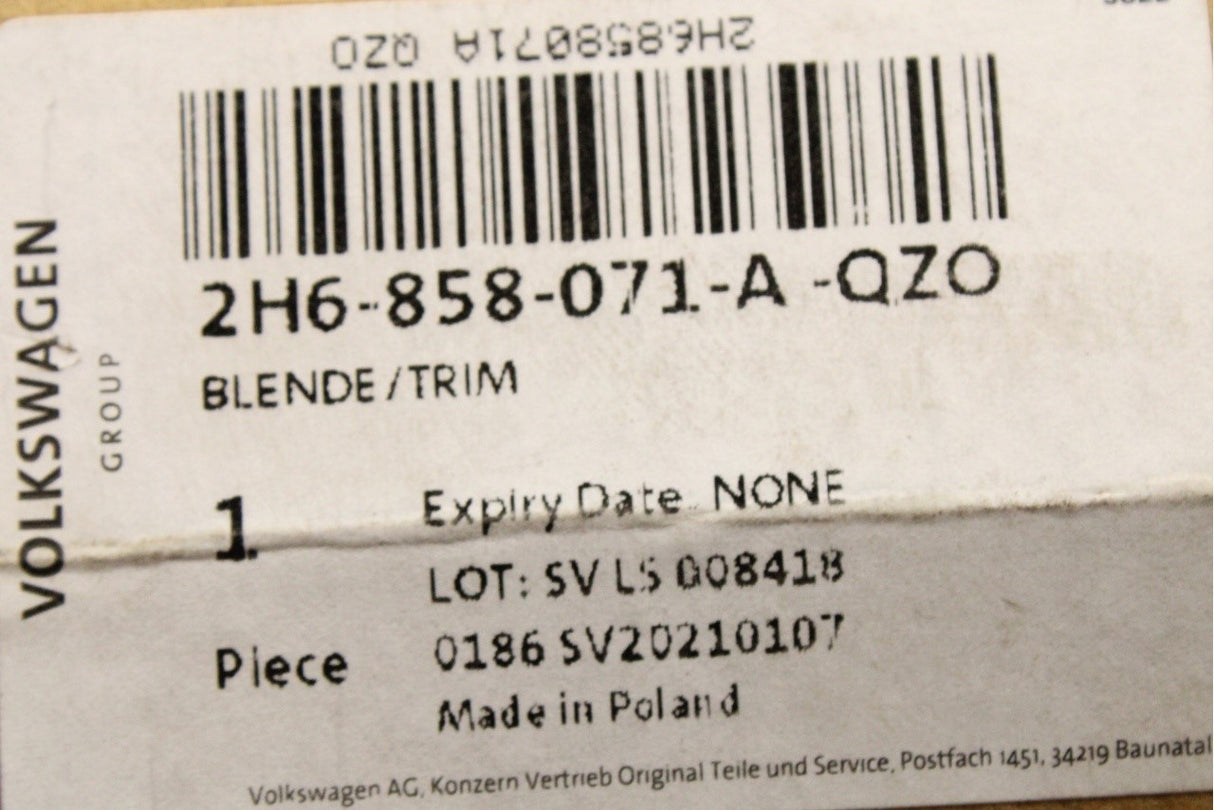 2H6858071A QZO
2H6-858-071-A -QZO
BLENDE/TRIM
1
Piece
Expiry Date NONE
LOT: SV LS 008418
0186 SV20210107
Made in Poland
Volkswagen AG, Konzern Vertrieb Original Teile und Service, Postfach 1451, 34219 Baunatal
VOLKSWAGEN
GROUP